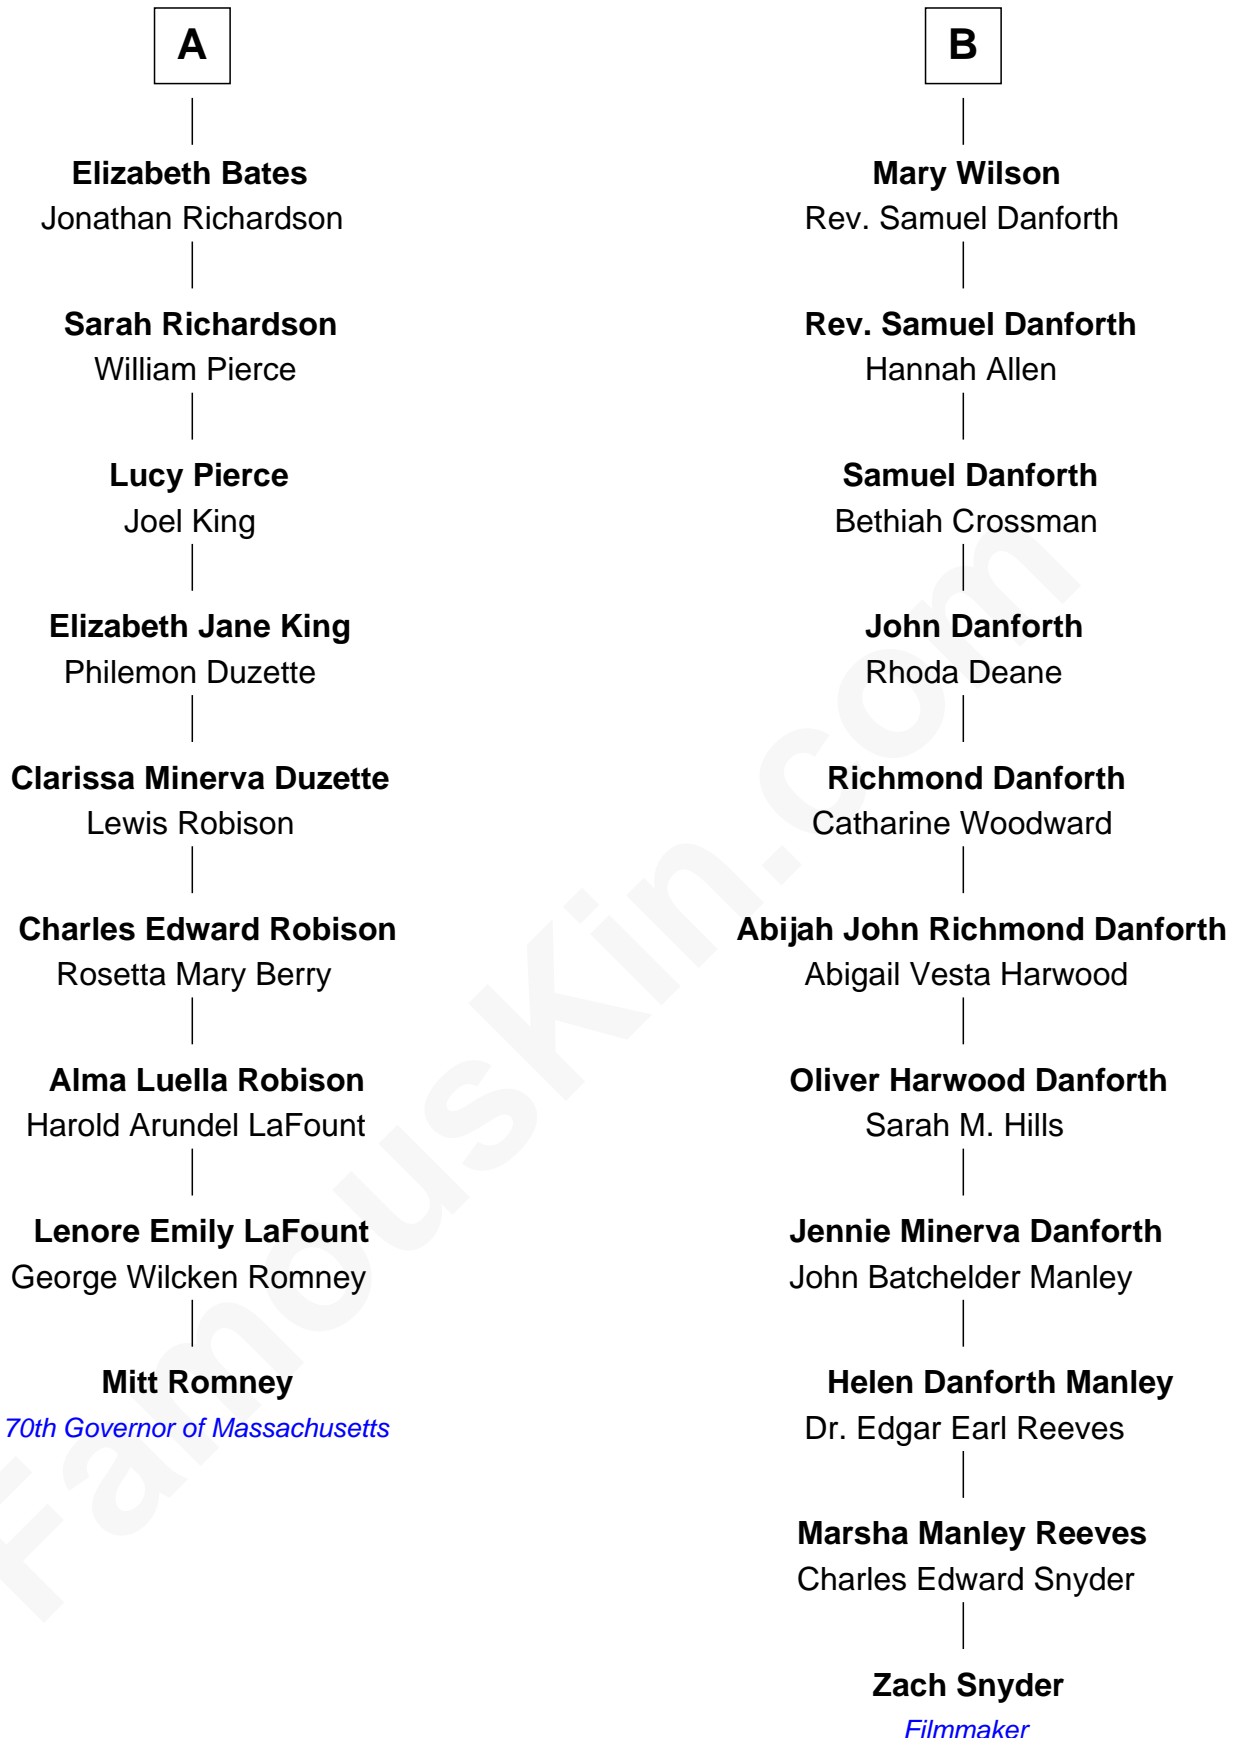 A
Elizabeth Bates
Jonathan Richardson
Sarah Richardson
William Pierce
Lucy Pierce
Joel King
Elizabeth Jane King
Philemon Duzette
Clarissa Minerva Duzette
Lewis Robison
Charles Edward Robison
Rosetta Mary Berry
Alma Luella Robison
Harold Arundel LaFount
Lenore Emily LaFount
George Wilcken Romney
Mitt Romney
70th Governor of Massachusetts
B
Mary Wilson
Rev. Samuel Danforth
Rev. Samuel Danforth
Hannah Allen
Samuel Danforth
Bethiah Crossman
John Danforth
Rhoda Deane
Richmond Danforth
Catharine Woodward
Abijah John Richmond Danforth
Abigail Vesta Harwood
Oliver Harwood Danforth
Sarah M. Hills
Jennie Minerva Danforth
John Batchelder Manley
Helen Danforth Manley
Dr. Edgar Earl Reeves
Marsha Manley Reeves
Charles Edward Snyder
Zach Snyder
Filmmaker
FamousKin.com